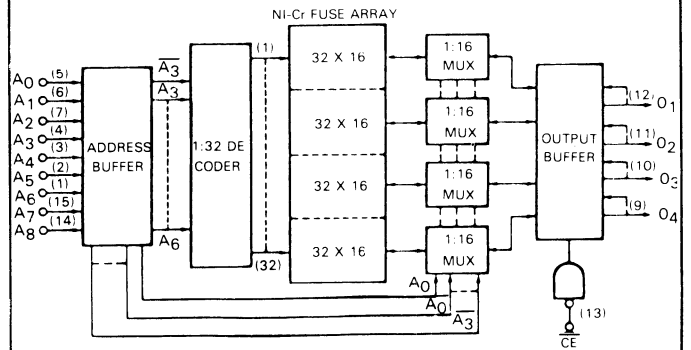 NI-Cr FUSE ARRAY
A0 (5)
A1 (6)
A2 (7)
A3 (4)
A4 (3)
A5 (2)
A6 (1)
A7 (15)
A8 (14)
ADDRESS
BUFFER
A̅3
A3
A6
1:32 DE
CODER
(1)
(32)
32 X 16
32 X 16
32 X 16
32 X 16
1:16
MUX
1:16
MUX
1:16
MUX
1:16
MUX
A0
A̅0
A̅3
OUTPUT
BUFFER
(12) O1
(11) O2
(10) O3
(9) O4
(13)
C̅E̅